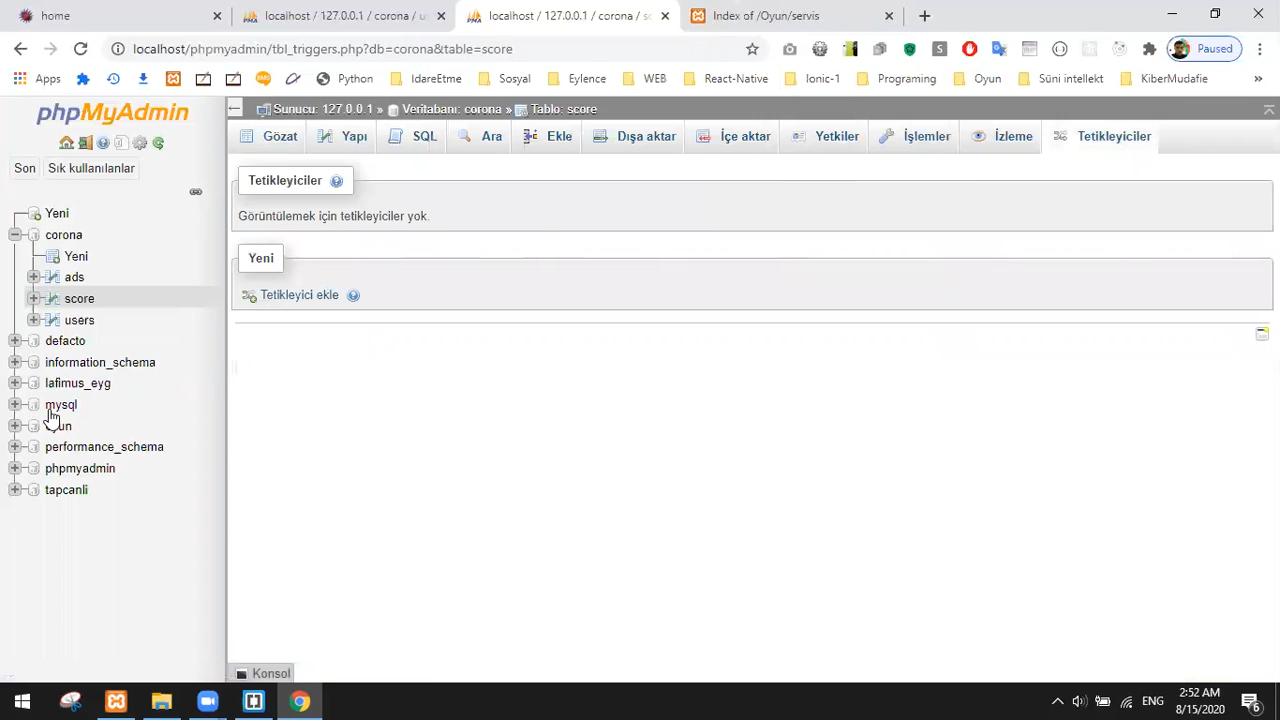 home
localhost / 127.0.0.1 / corona / u
localhost / 127.0.0.1 / corona / sc
Index of /Oyun/servis
localhost/phpmyadmin/tbl_triggers.php?db=corona&table=score
Paused
Apps
Python
IdareEtme
Sosyal
Eylence
WEB
React-Native
Ionic-1
Programing
Oyun
Süni intellekt
KiberMudafie
phpMyAdmin
Sunucu: 127.0.0.1 » Veritabanı: corona » Tablo: score
Gözat
Yapı
SQL
Ara
Ekle
Dışa aktar
İçe aktar
Yetkiler
İşlemler
İzleme
Tetikleyiciler
Son
Sık kullanılanlar
Tetikleyiciler
Görüntülemek için tetikleyiciler yok.
Yeni
Tetikleyici ekle
Yeni
corona
Yeni
ads
score
users
defacto
information_schema
lafimus_eyg
mysql
performance_schema
phpmyadmin
tapcanli
Konsol
ENG
2:52 AM
8/15/2020
6